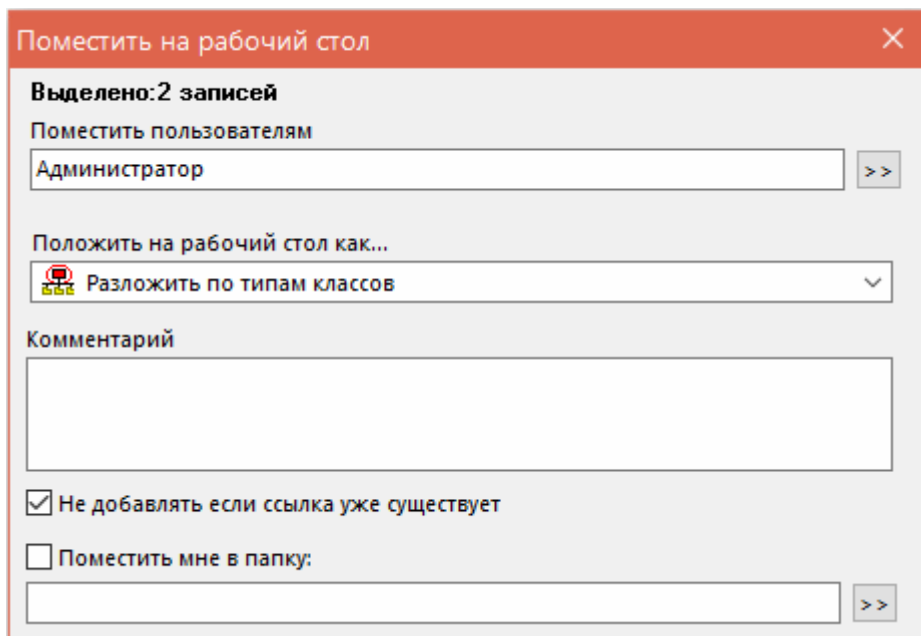 Поместить на рабочий стол
Выделено:2 записей
Поместить пользователям
Администратор
>>
Положить на рабочий стол как...
Разложить по типам классов
Комментарий
Не добавлять если ссылка уже существует
Поместить мне в папку:
>>